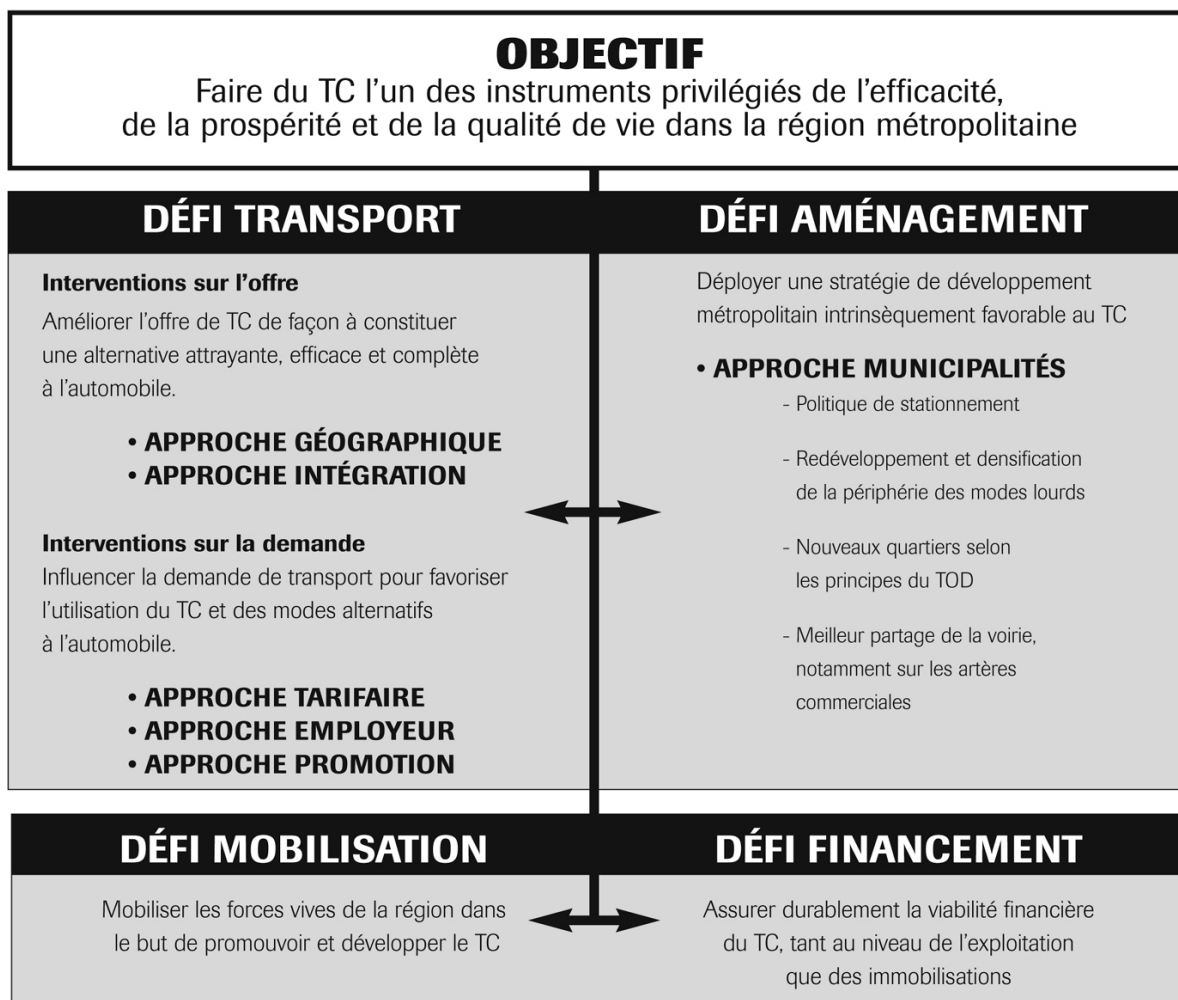 OBJECTIF
Faire du TC l’un des instruments privilégiés de l’efficacité,
de la prospérité et de la qualité de vie dans la région métropolitaine
DÉFI TRANSPORT
Interventions sur l’offre
Améliorer l’offre de TC de façon à constituer
une alternative attrayante, efficace et complète
à l’automobile.
• APPROCHE GÉOGRAPHIQUE
• APPROCHE INTÉGRATION
Interventions sur la demande
Influencer la demande de transport pour favoriser
l’utilisation du TC et des modes alternatifs
à l’automobile.
• APPROCHE TARIFAIRE
• APPROCHE EMPLOYEUR
• APPROCHE PROMOTION
DÉFI AMÉNAGEMENT
Déployer une stratégie de développement
métropolitain intrinsèquement favorable au TC
• APPROCHE MUNICIPALITÉS
- Politique de stationnement
- Redéveloppement et densification
de la périphérie des modes lourds
- Nouveaux quartiers selon
les principes du TOD
- Meilleur partage de la voirie,
notamment sur les artères
commerciales
DÉFI MOBILISATION
Mobiliser les forces vives de la région dans
le but de promouvoir et développer le TC
DÉFI FINANCEMENT
Assurer durablement la viabilité financière
du TC, tant au niveau de l’exploitation
que des immobilisations